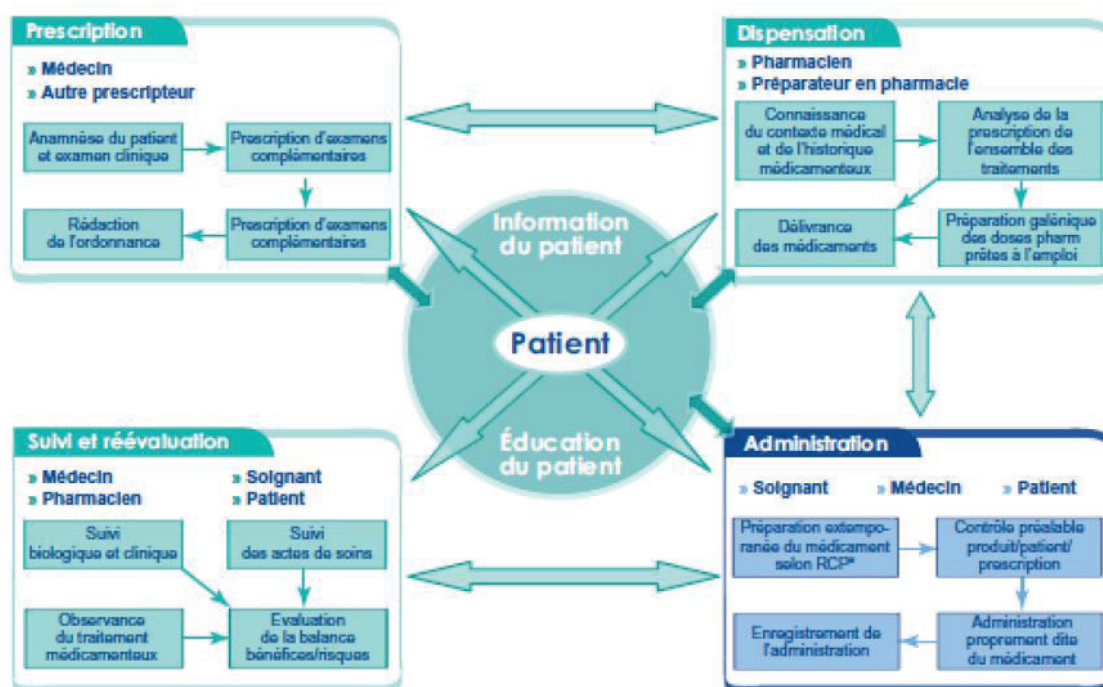 Prescription
» Médecin
» Autre prescripteur
Anamnèse du patient
et examen clinique
Prescription d'examens
complémentaires
Rédaction
de l'ordonnance
Prescription d'examens
complémentaires
Dispensation
» Pharmacien
» Préparateur en pharmacie
Connaissance
du contexte médical
et de l'historique
médicamenteux
Analyse de la
prescription de
l'ensemble des
traitements
Délivrance
des médicaments
Préparation galénique
des doses pharm
prêtes à l'emploi
Information
du patient
Patient
Éducation
du patient
Suivi et réévaluation
» Médecin
» Soignant
» Pharmacien
» Patient
Suivi
biologique et clinique
Suivi
des actes de soins
Observance
du traitement
médicamenteux
Evaluation
de la balance
bénéfices/risques
Administration
» Soignant
» Médecin
» Patient
Préparation extempo-
ranée du médicament
selon RCP*
Contrôle préalable
produit/patient/
prescription
Enregistrement de
l'administration
Administration
proprement dite
du médicament